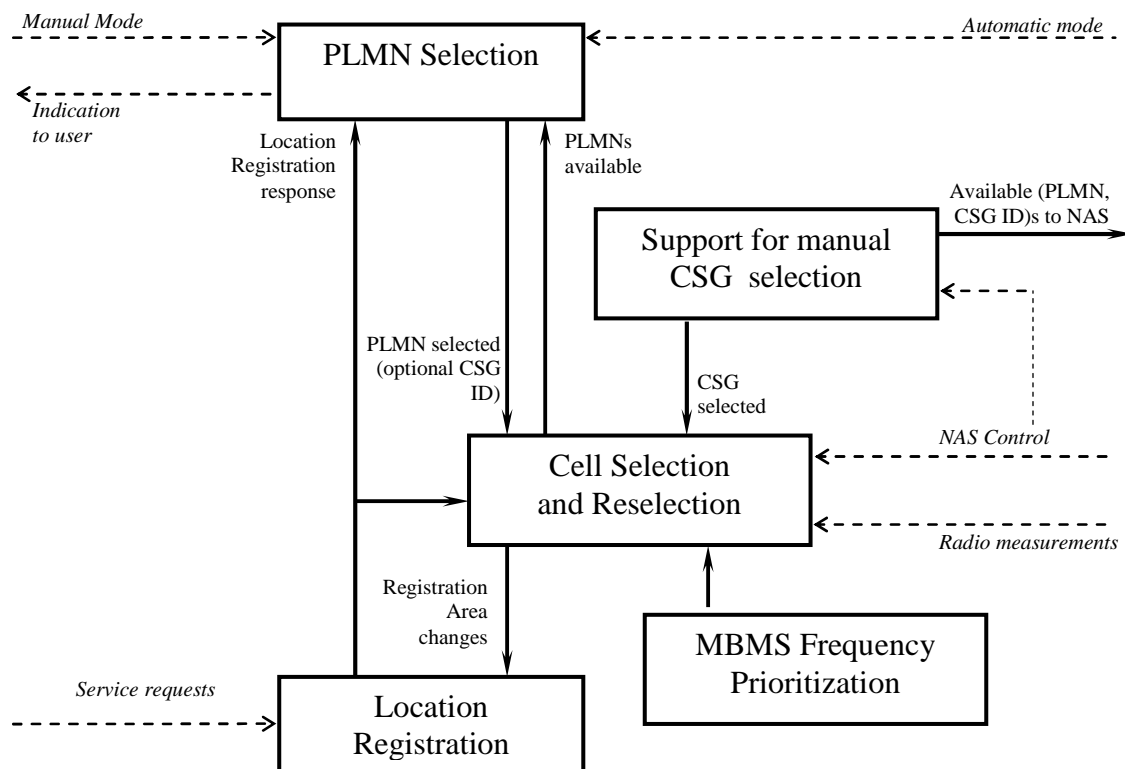 Manual Mode
PLMN Selection
Automatic mode
Indication
to user
Location
Registration
response
PLMNs
available
Available (PLMN,
CSG ID)s to NAS
Support for manual
CSG selection
PLMN selected
(optional CSG
ID)
CSG
selected
NAS Control
Cell Selection
and Reselection
Radio measurements
Registration
Area
changes
MBMS Frequency
Prioritization
Service requests
Location
Registration